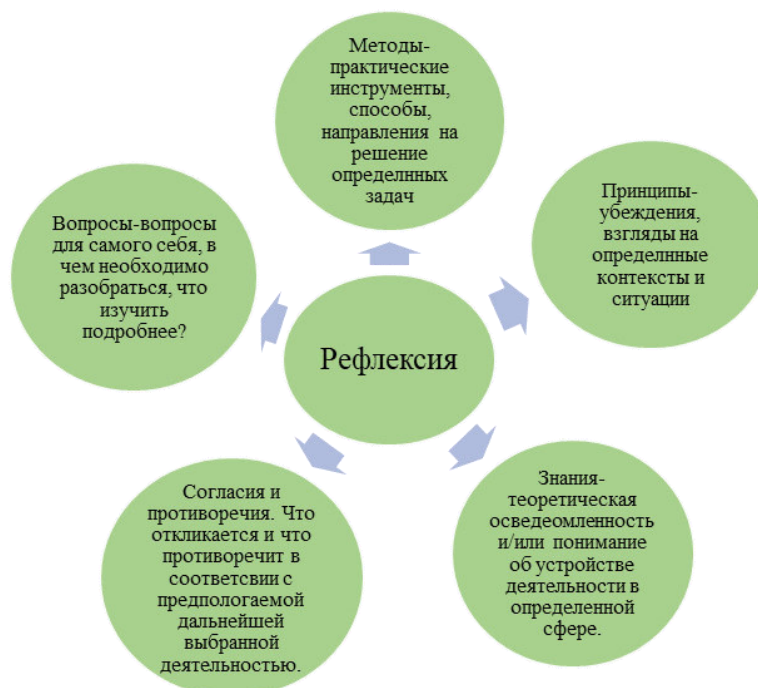 Методы-
практические
инструменты,
способы,
направления на
решение
определнных
задач
Принципы-
убеждения,
взгляды на
определнные
контексты и
ситуации
Вопросы-вопросы
для самого себя, в
чем необходимо
разобраться, что
изучить
подробнее?
Рефлексия
Согласия и
противоречия. Что
откликается и что
противоречит в
соответсвии с
предпологаемой
дальнейшей
выбранной
деятельностью.
Знания-
теоретическая
осведеомленность
и/или понимание
об устройстве
деятельности в
определенной
сфере.